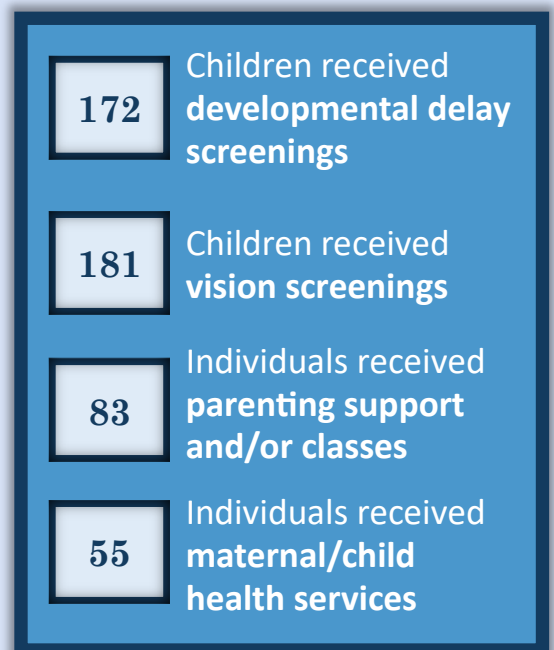 172
Children received
developmental delay
screenings
181
Children received
vision screenings
83
Individuals received
parenting support
and/or classes
55
Individuals received
maternal/child
health services